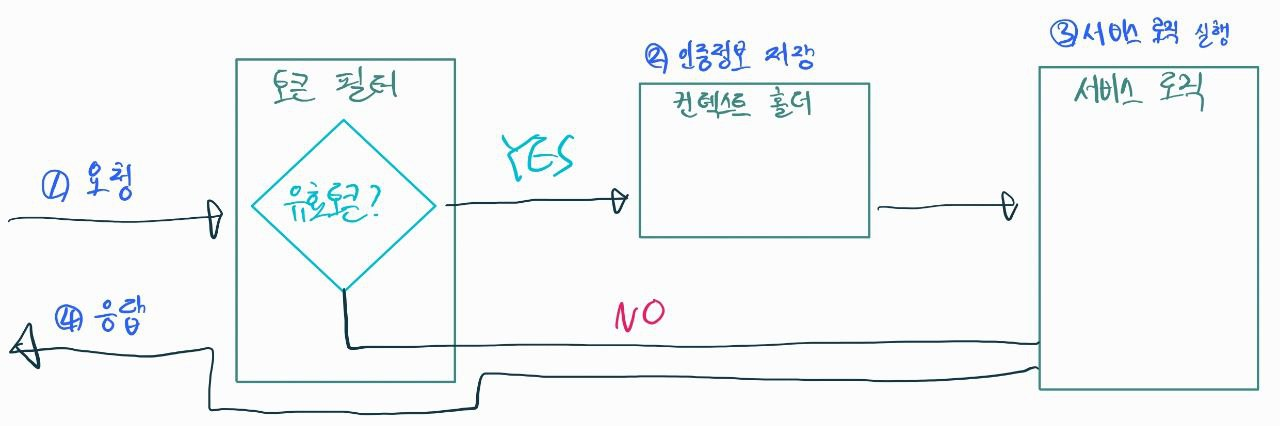 ③ 서비스 로직 실행
② 인증정보 저장
토큰 필터
컨텍스트 홀더
서비스 로직
YES
① 요청
유효토큰?
④ 응답
NO